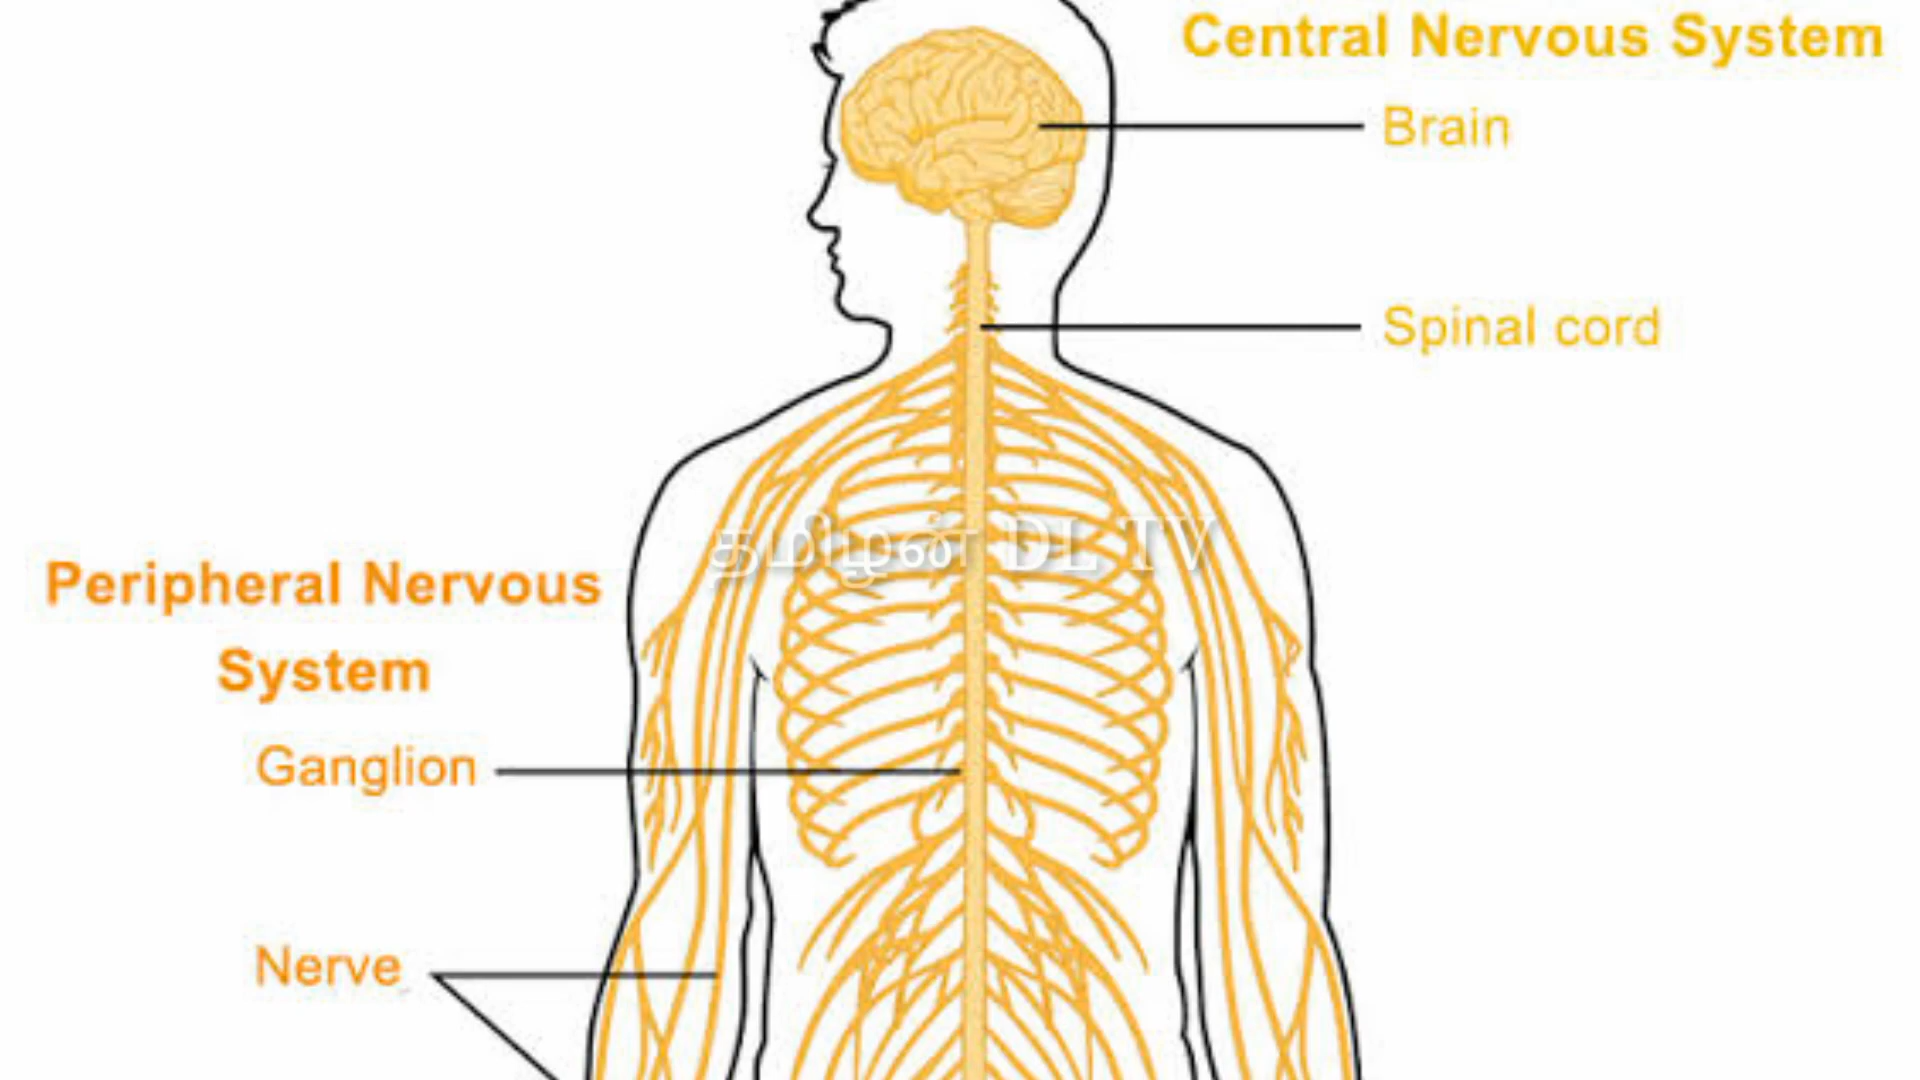 Central Nervous System
Brain
Spinal cord
தமிழன் DL TV
Peripheral Nervous
System
Ganglion
Nerve